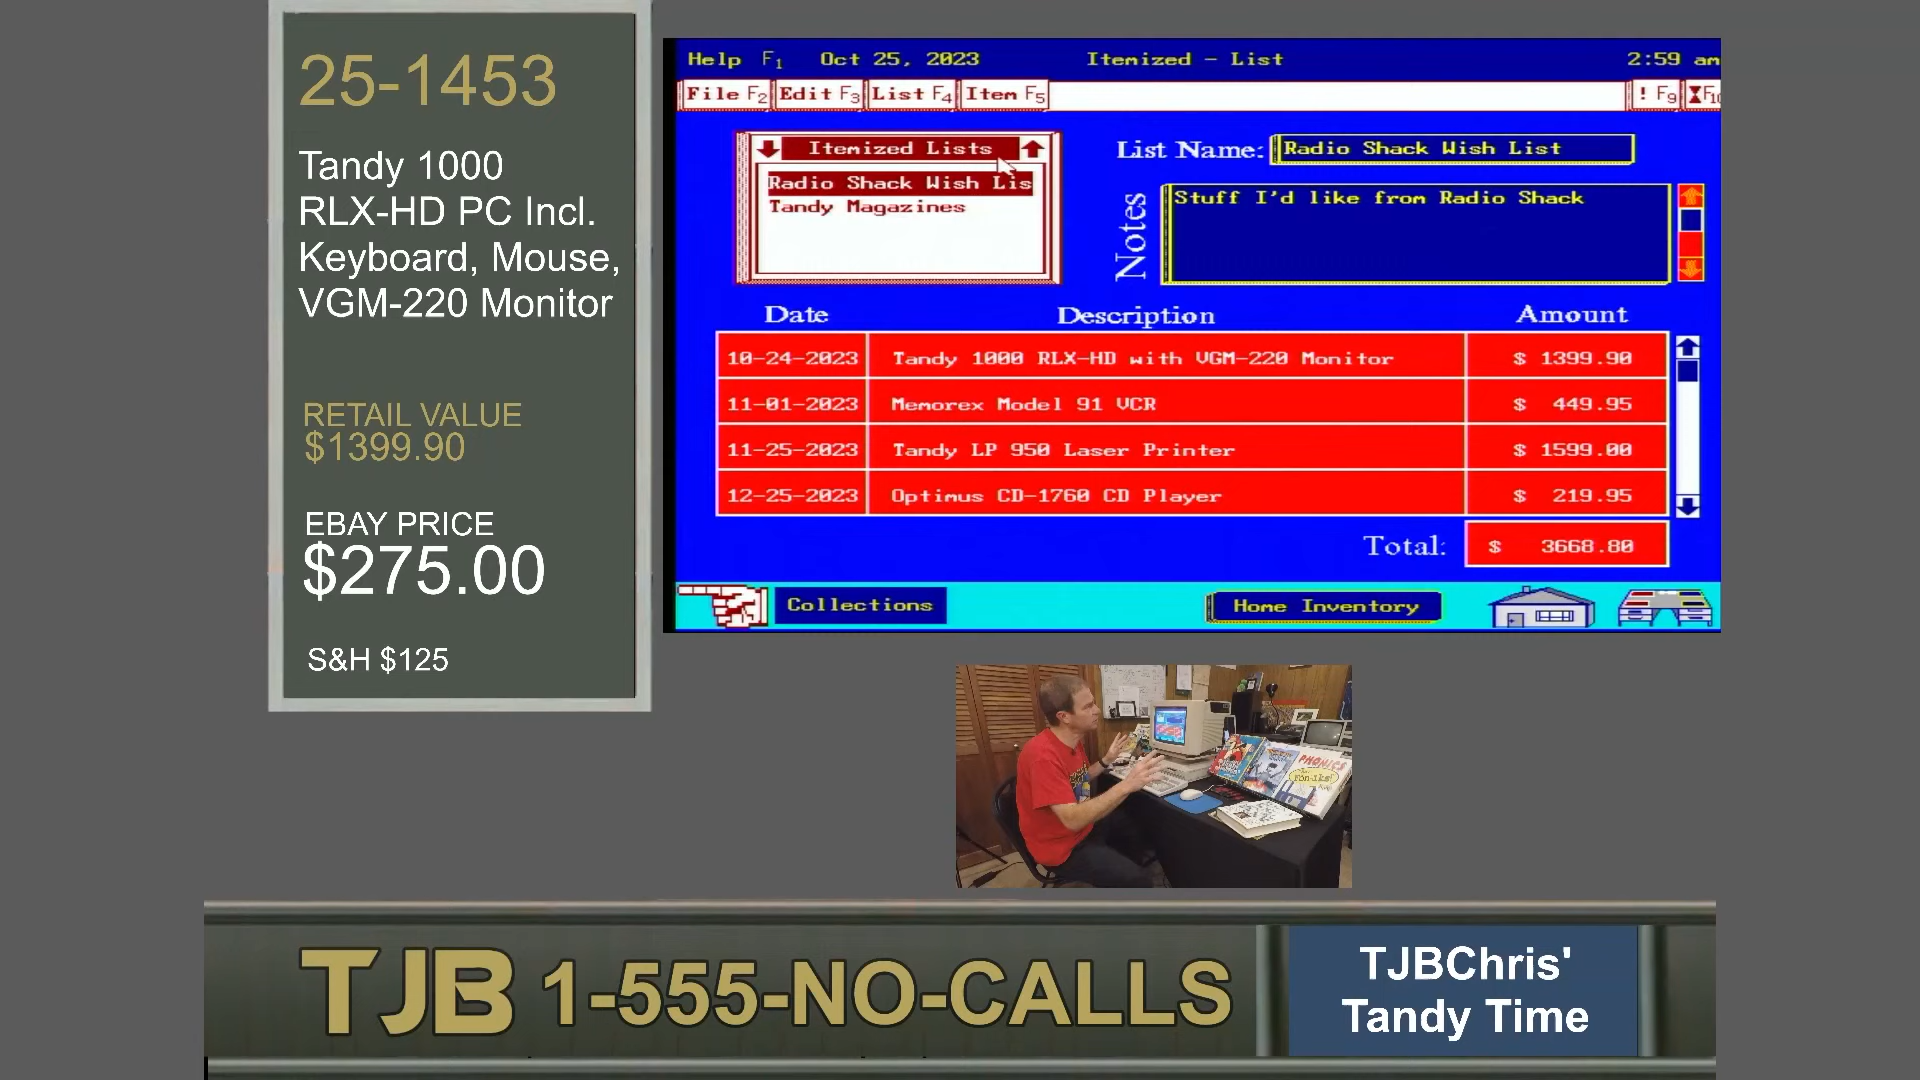 25-1453
Tandy 1000
RLX-HD PC Incl.
Keyboard, Mouse,
VGM-220 Monitor
RETAIL VALUE
$1399.90
EBAY PRICE
$275.00
S&H $125
Help F1 Oct 25, 2023 Itemized - List 2:59 am
File F2 Edit F3 List F4 Item F5 ! F9 F10
Itemized Lists
Radio Shack Wish Lis
Tandy Magazines
List Name: Radio Shack Wish List
Notes
Stuff I'd like from Radio Shack
Date Description Amount
10-24-2023 Tandy 1000 RLX-HD with VGM-220 Monitor $ 1399.90
11-01-2023 Memorex Model 91 VCR $ 449.95
11-25-2023 Tandy LP 950 Laser Printer $ 1599.00
12-25-2023 Optimus CD-1760 CD Player $ 219.95
Total: $ 3668.80
Collections Home Inventory
PHONICS
TJB 1-555-NO-CALLS
TJBChris'
Tandy Time